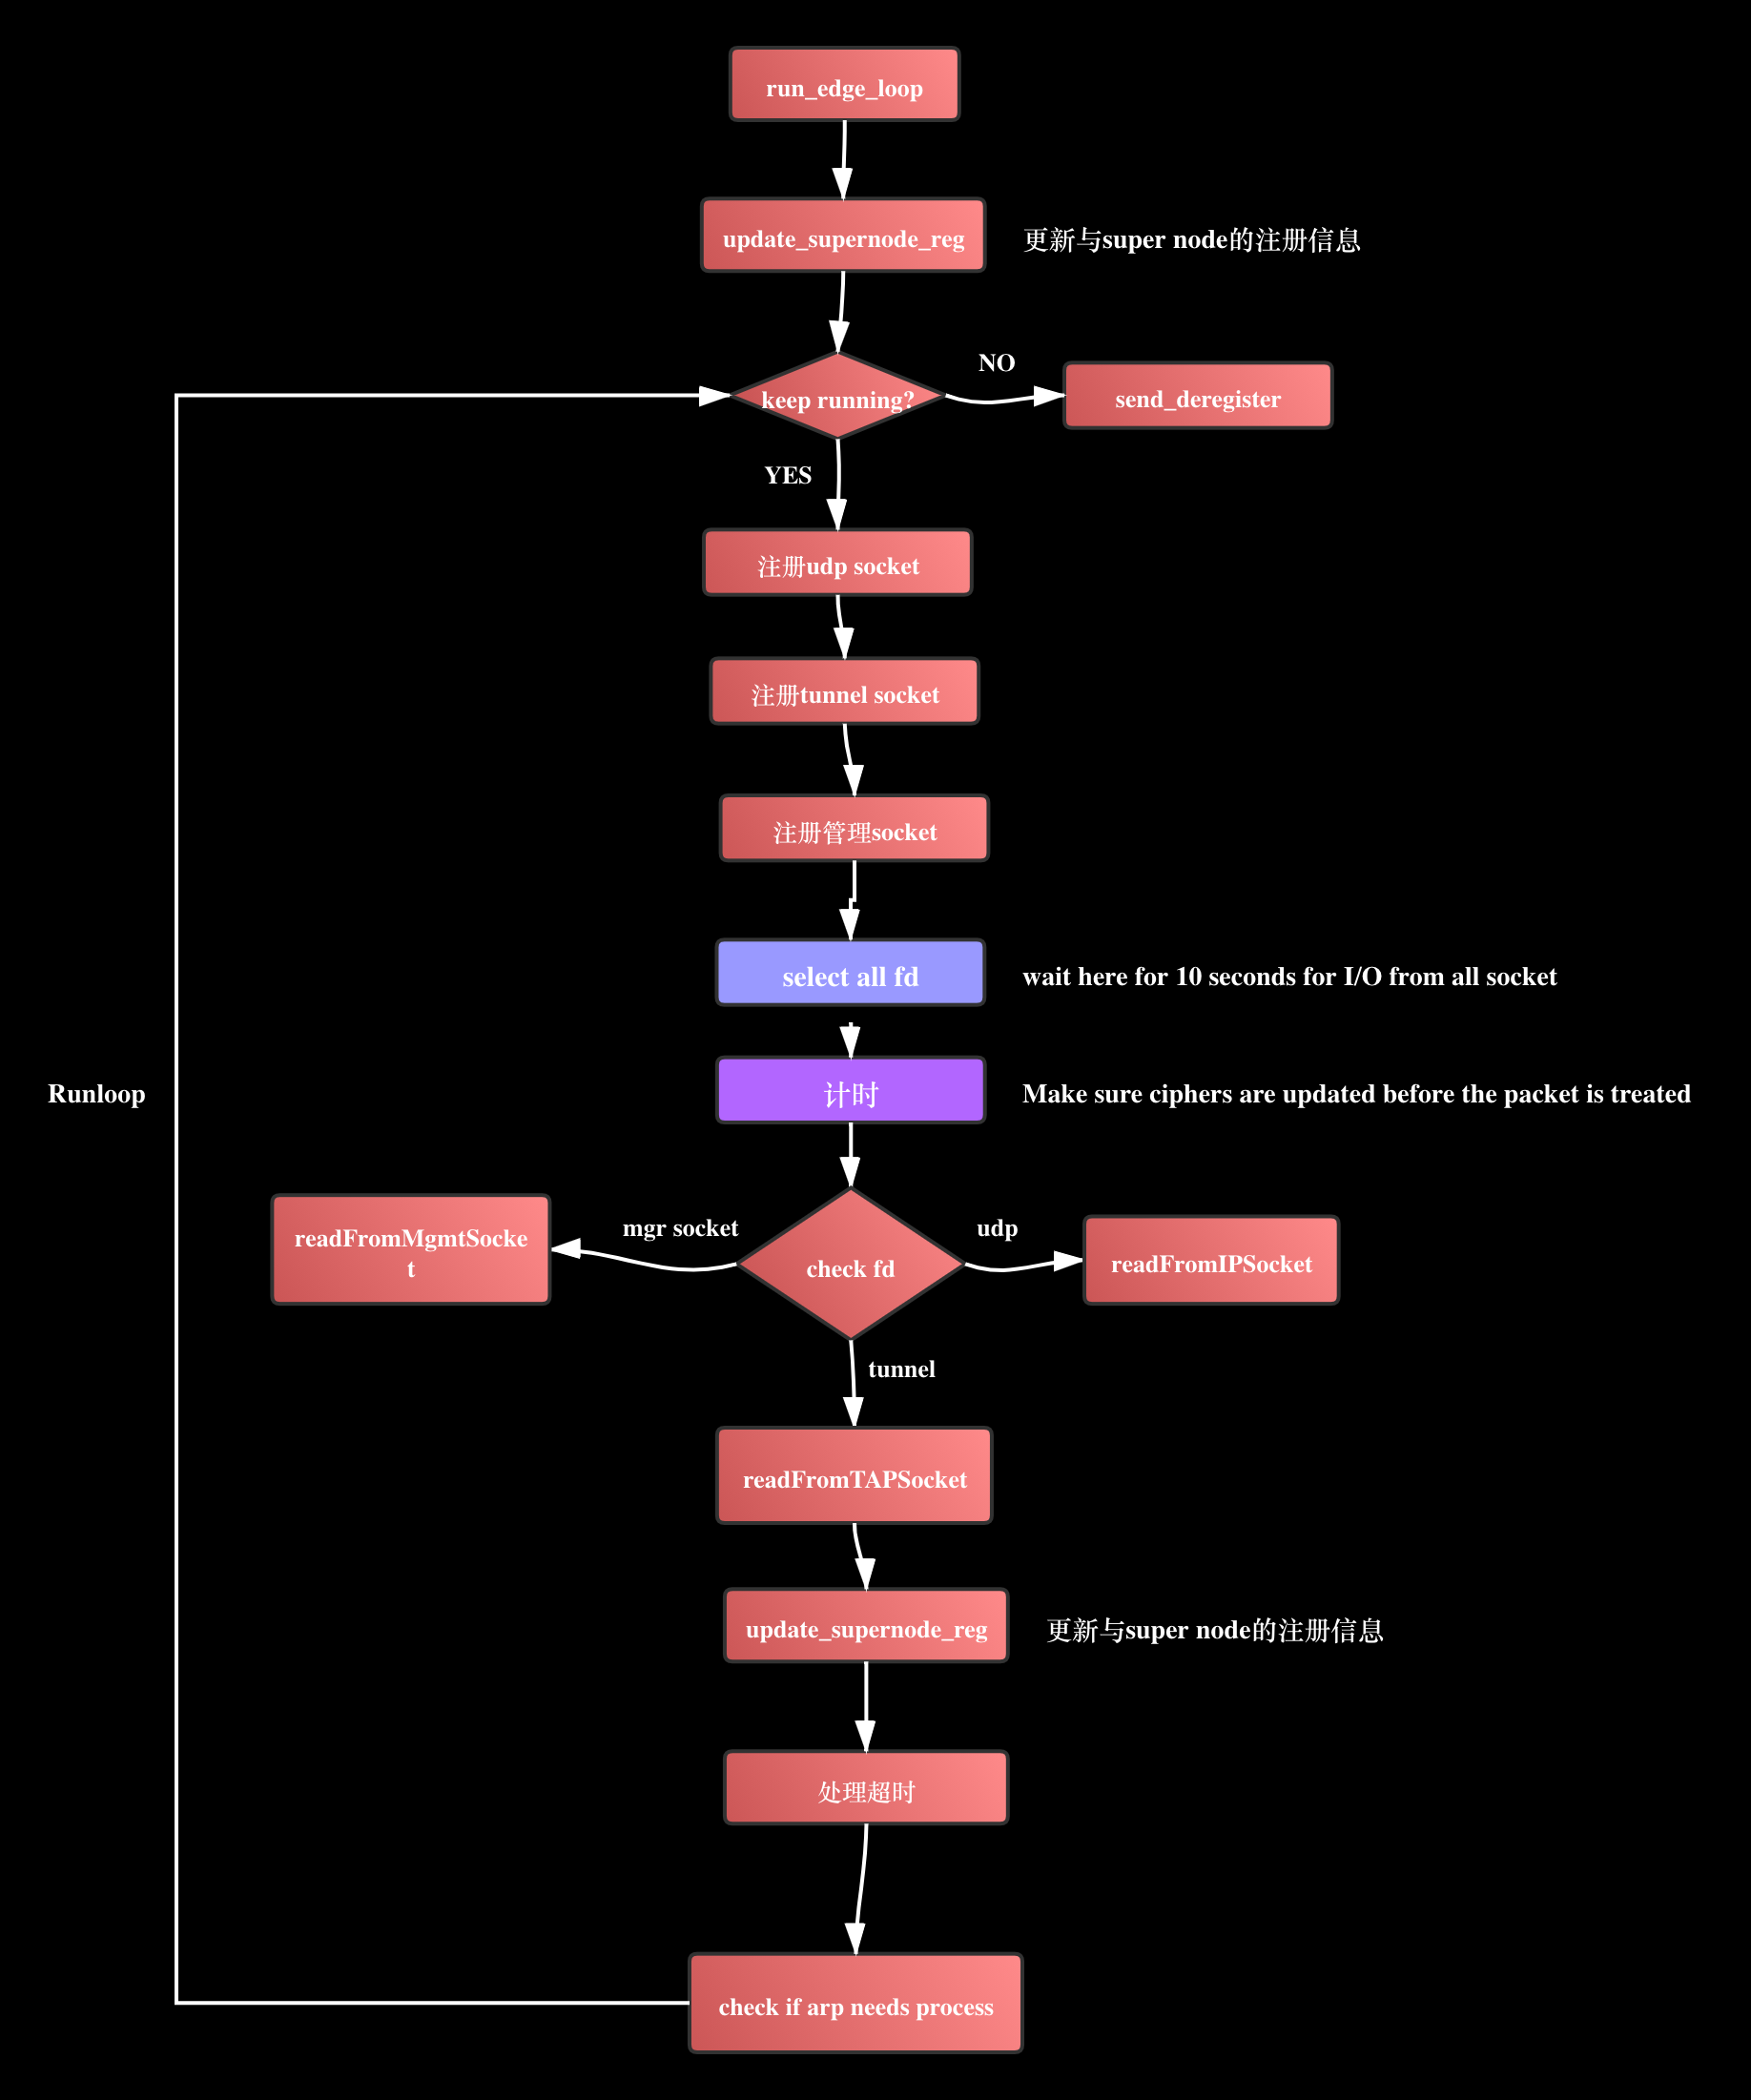 run_edge_loop
update_supernode_reg
更新与super node的注册信息
keep running?
NO
send_deregister
YES
注册udp socket
注册tunnel socket
注册管理socket
select all fd
wait here for 10 seconds for I/O from all socket
Runloop
计时
Make sure ciphers are updated before the packet is treated
readFromMgmtSocke
t
mgr socket
check fd
udp
readFromIPSocket
tunnel
readFromTAPSocket
update_supernode_reg
更新与super node的注册信息
处理超时
check if arp needs process